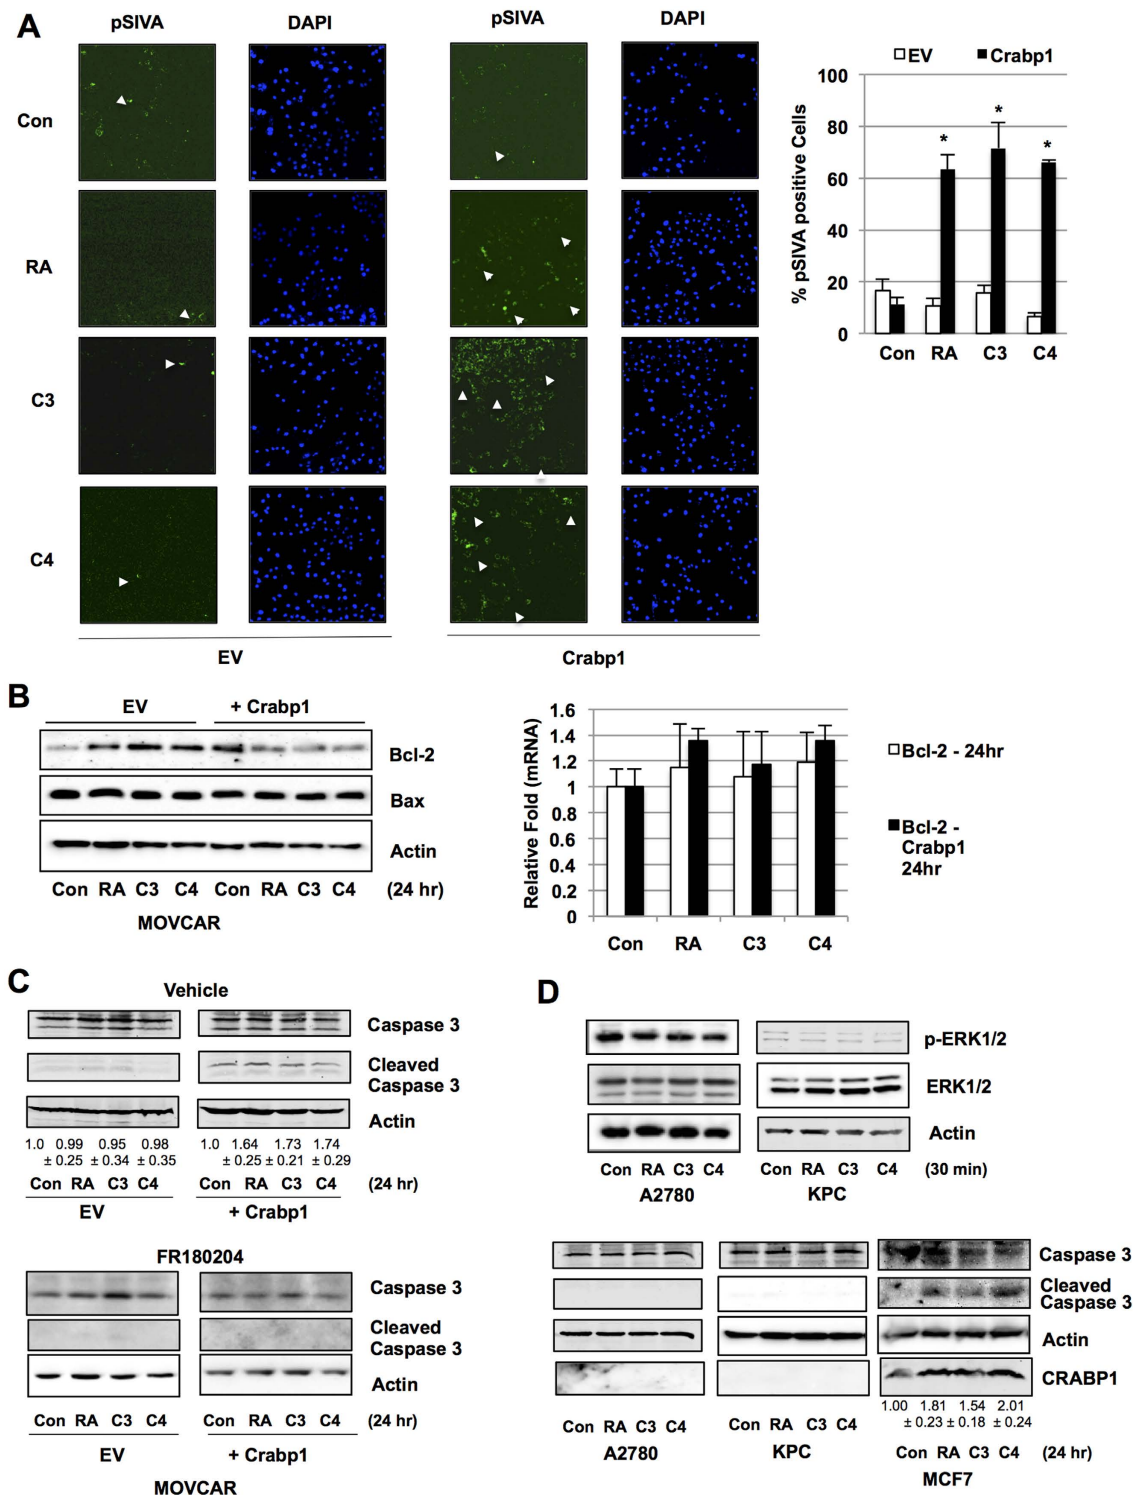 A
pSIVA DAPI pSIVA DAPI
Con
RA
C3
C4
EV Crabp1
EV Crabp1
% pSIVA positive Cells
100
80
60
40
20
0
* * *
Con RA C3 C4
B
EV + Crabp1
Bcl-2
Bax
Actin
Con RA C3 C4 Con RA C3 C4 (24 hr)
MOVCAR
Relative Fold (mRNA)
1.6
1.4
1.2
1
0.8
0.6
0.4
0.2
0
Con RA C3 C4
Bcl-2 - 24hr
Bcl-2 -
Crabp1
24hr
C
Vehicle
Caspase 3
Cleaved
Caspase 3
Actin
1.0 0.99 0.95 0.98 1.0 1.64 1.73 1.74
± 0.25 ± 0.34 ± 0.35 ± 0.25 ± 0.21 ± 0.29
Con RA C3 C4 Con RA C3 C4 (24 hr)
EV + Crabp1
FR180204
Caspase 3
Cleaved
Caspase 3
Actin
Con RA C3 C4 Con RA C3 C4 (24 hr)
EV + Crabp1
MOVCAR
D
p-ERK1/2
ERK1/2
Actin
Con RA C3 C4 Con RA C3 C4 (30 min)
A2780 KPC
Caspase 3
Cleaved
Caspase 3
Actin
CRABP1
1.00 1.81 1.54 2.01
± 0.23 ± 0.18 ± 0.24
Con RA C3 C4 Con RA C3 C4 Con RA C3 C4 (24 hr)
A2780 KPC MCF7